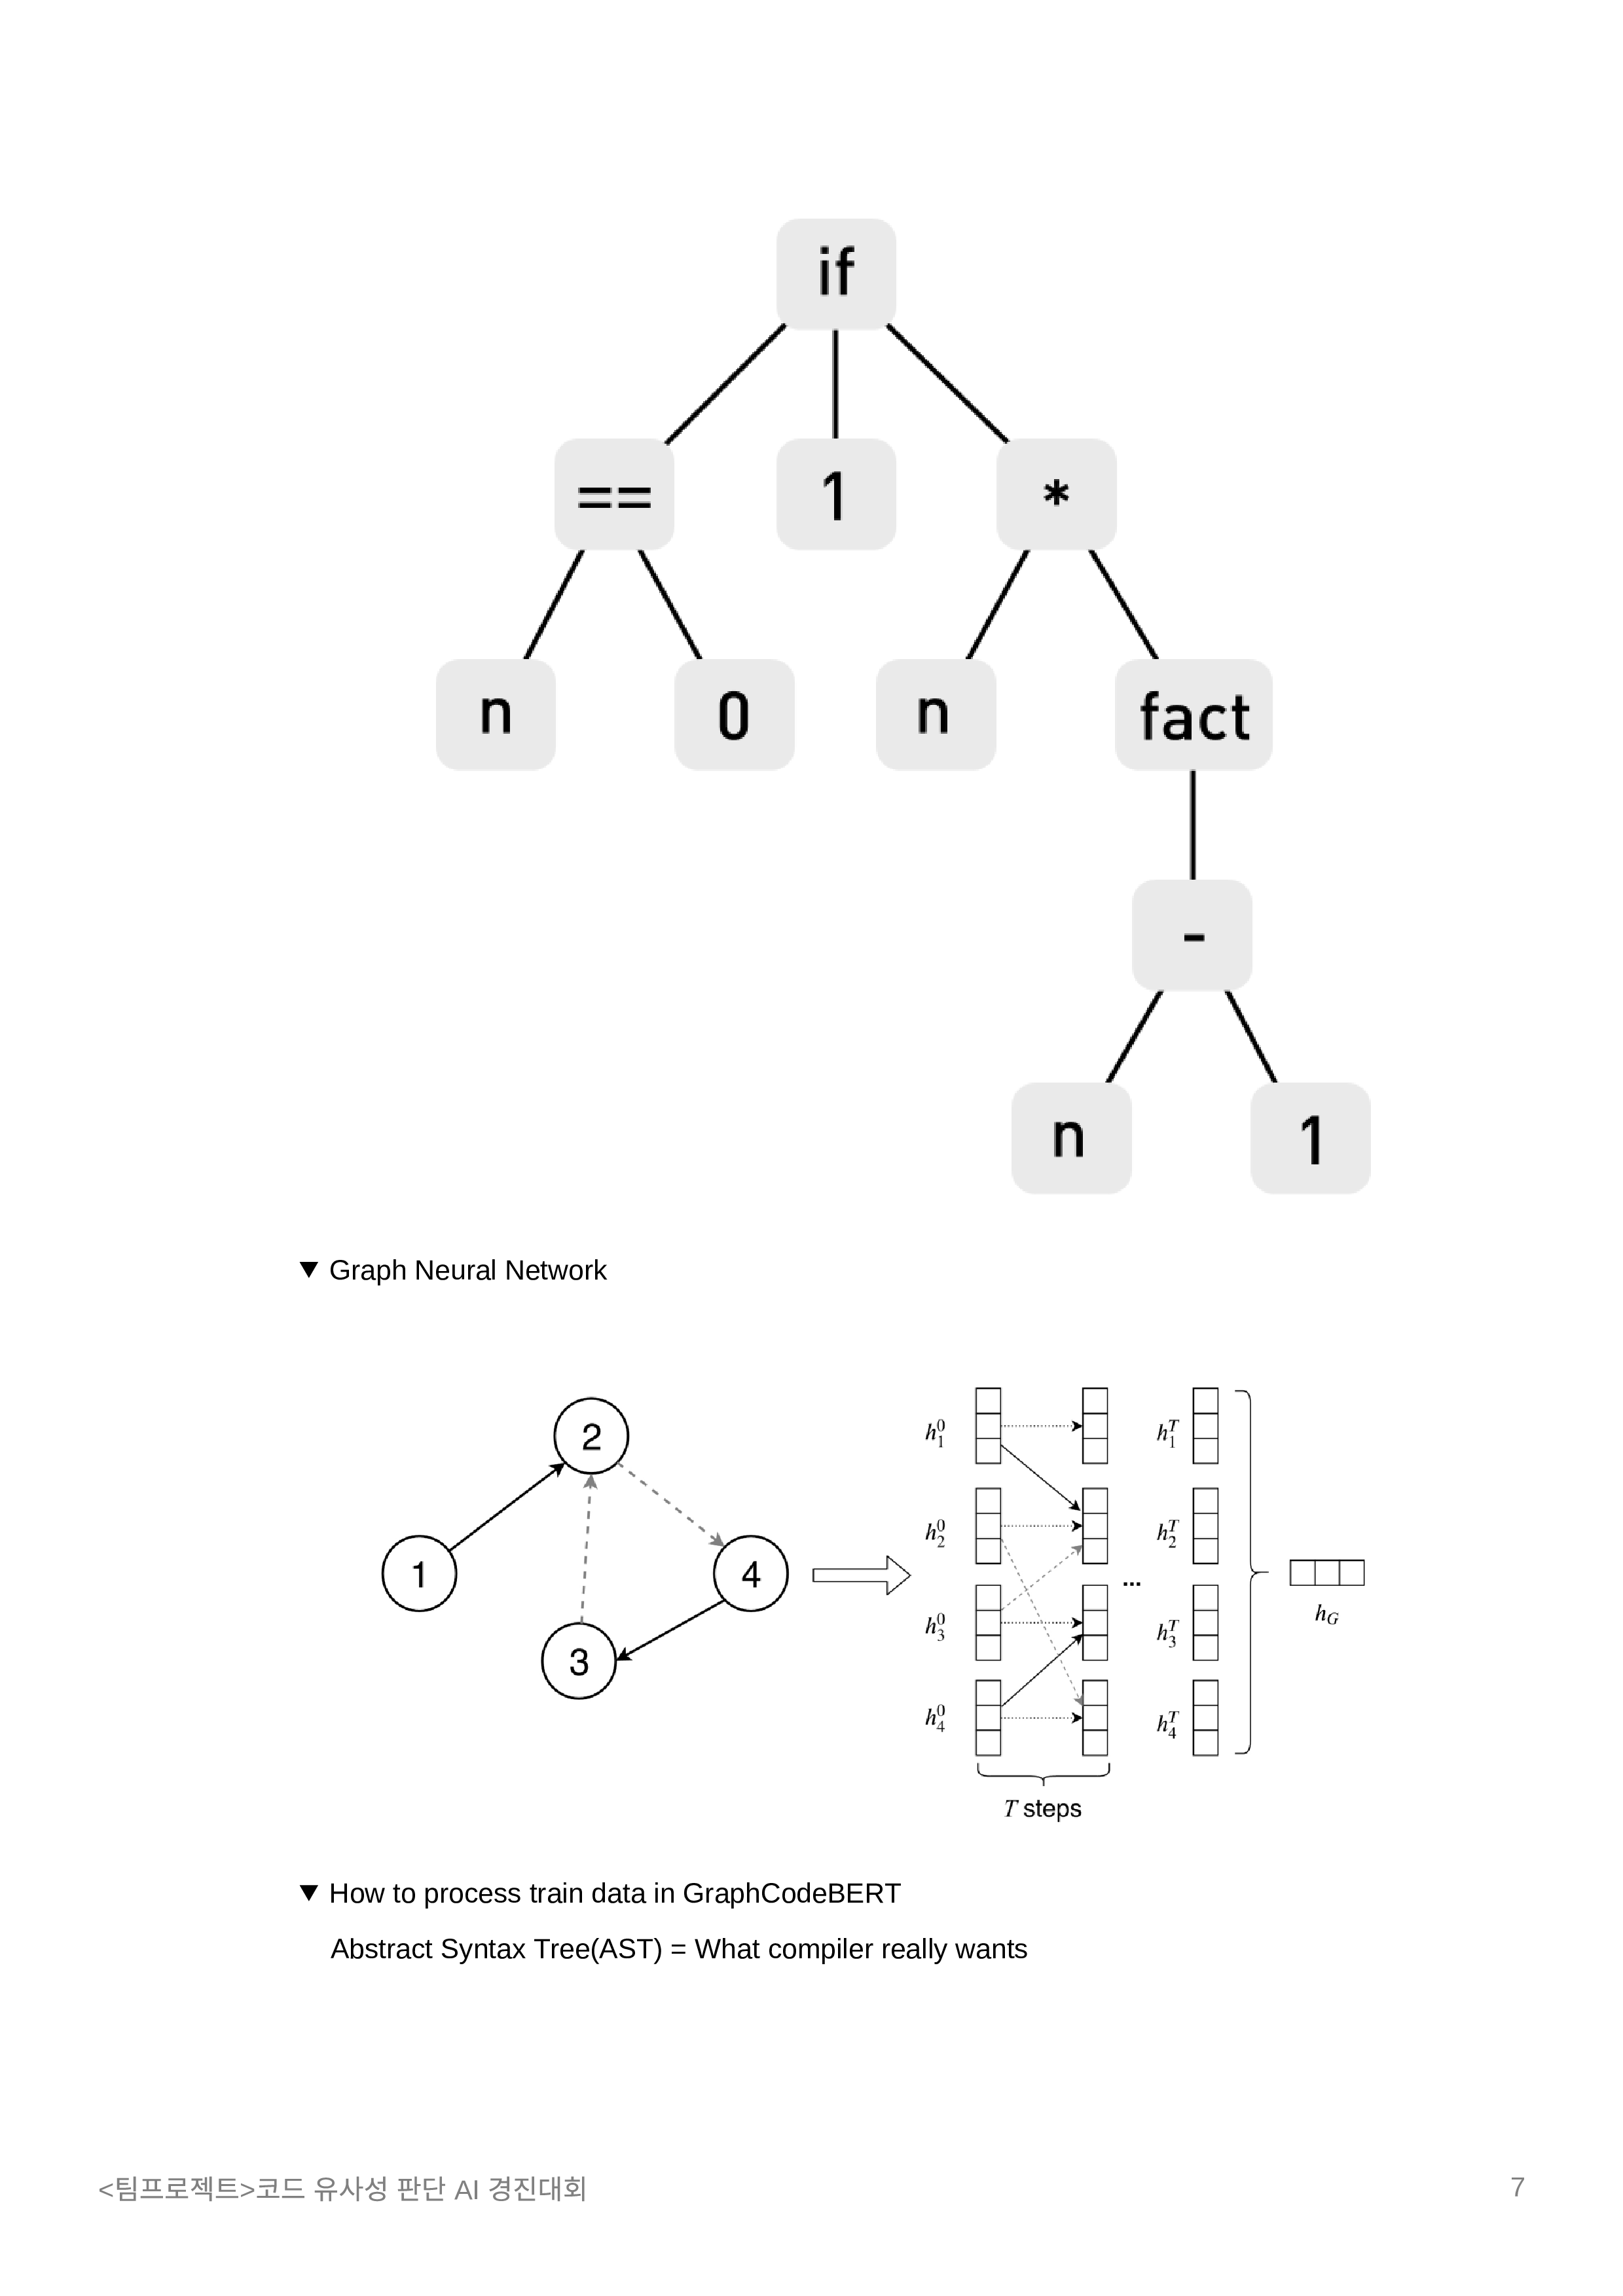 if
== 1 *
n 0 n fact
-
n 1
▼ Graph Neural Network
2
1
4
3
h_1^0
h_2^0
h_3^0
h_4^0
...
h_1^T
h_2^T
h_3^T
h_4^T
h_G
T steps
▼ How to process train data in GraphCodeBERT
Abstract Syntax Tree(AST) = What compiler really wants
<팀프로젝트>코드 유사성 판단 AI 경진대회 7